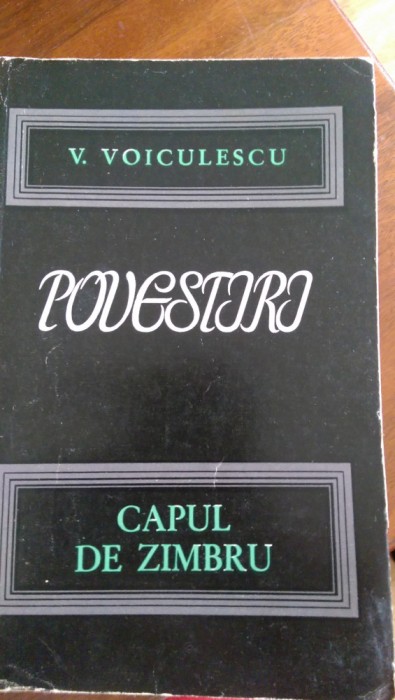 V. VOICULESCU
POVESTIRI
CAPUL
DE ZIMBRU